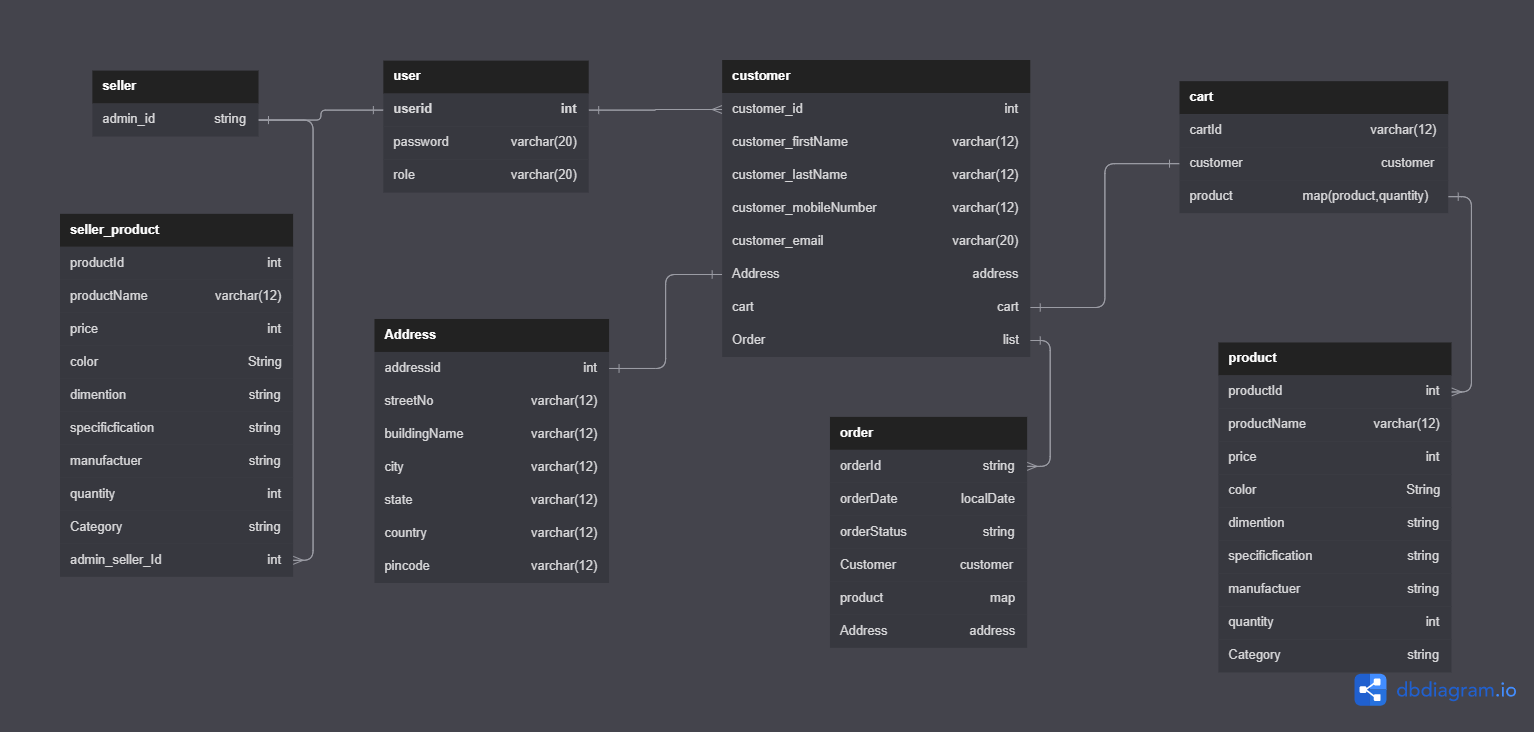 seller
admin_id string
user
userid int
password varchar(20)
role varchar(20)
customer
customer_id int
customer_firstName varchar(12)
customer_lastName varchar(12)
customer_mobileNumber varchar(12)
customer_email varchar(20)
Address address
cart cart
Order list
cart
cartId varchar(12)
customer customer
product map(product,quantity)
seller_product
productId int
productName varchar(12)
price int
color String
dimention string
specificfication string
manufactuer string
quantity int
Category string
admin_seller_Id int
Address
addressid int
streetNo varchar(12)
buildingName varchar(12)
city varchar(12)
state varchar(12)
country varchar(12)
pincode varchar(12)
order
orderId string
orderDate localDate
orderStatus string
Customer customer
product map
Address address
product
productId int
productName varchar(12)
price int
color String
dimention string
specificfication string
manufactuer string
quantity int
Category string
dbdiagram.io